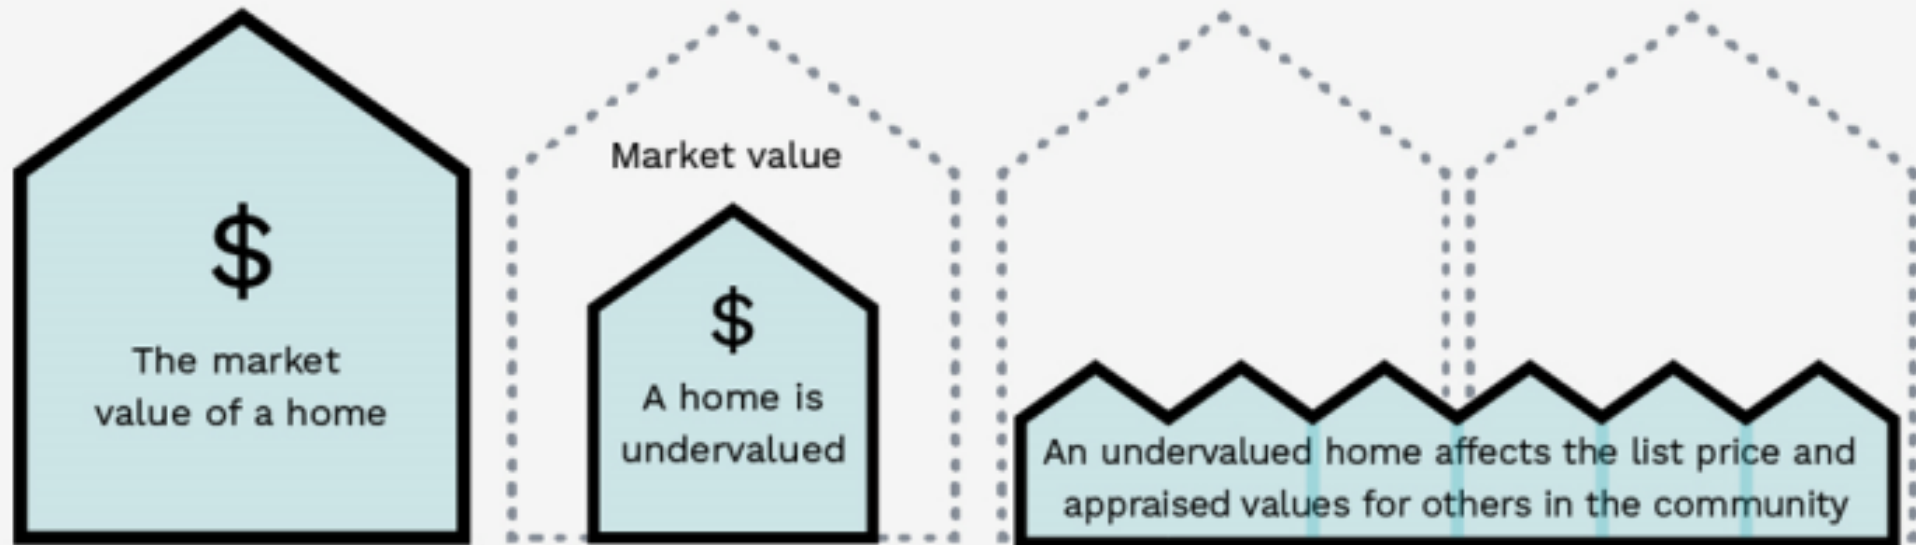 $
The market
value of a home
Market value
$
A home is
undervalued
An undervalued home affects the list price and
appraised values for others in the community